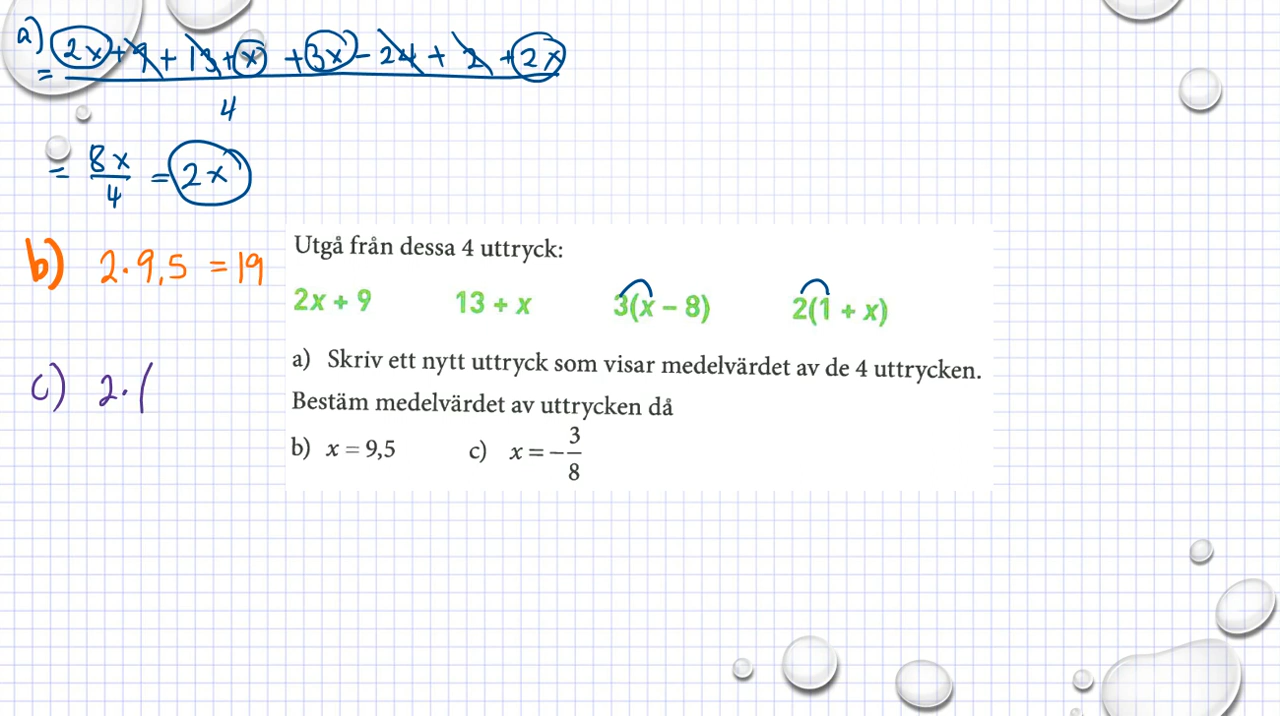 a) 2x + 9 + 13 + x + 3x - 24 + 2 + 2x
=
4
= 8x/4 = 2x
b) 2·9,5 = 19
Utgå från dessa 4 uttryck:
2x + 9 13 + x 3(x – 8) 2(1 + x)
a) Skriv ett nytt uttryck som visar medelvärdet av de 4 uttrycken.
c) 2·(
Bestäm medelvärdet av uttrycken då
b) x = 9,5 c) x = –3/8